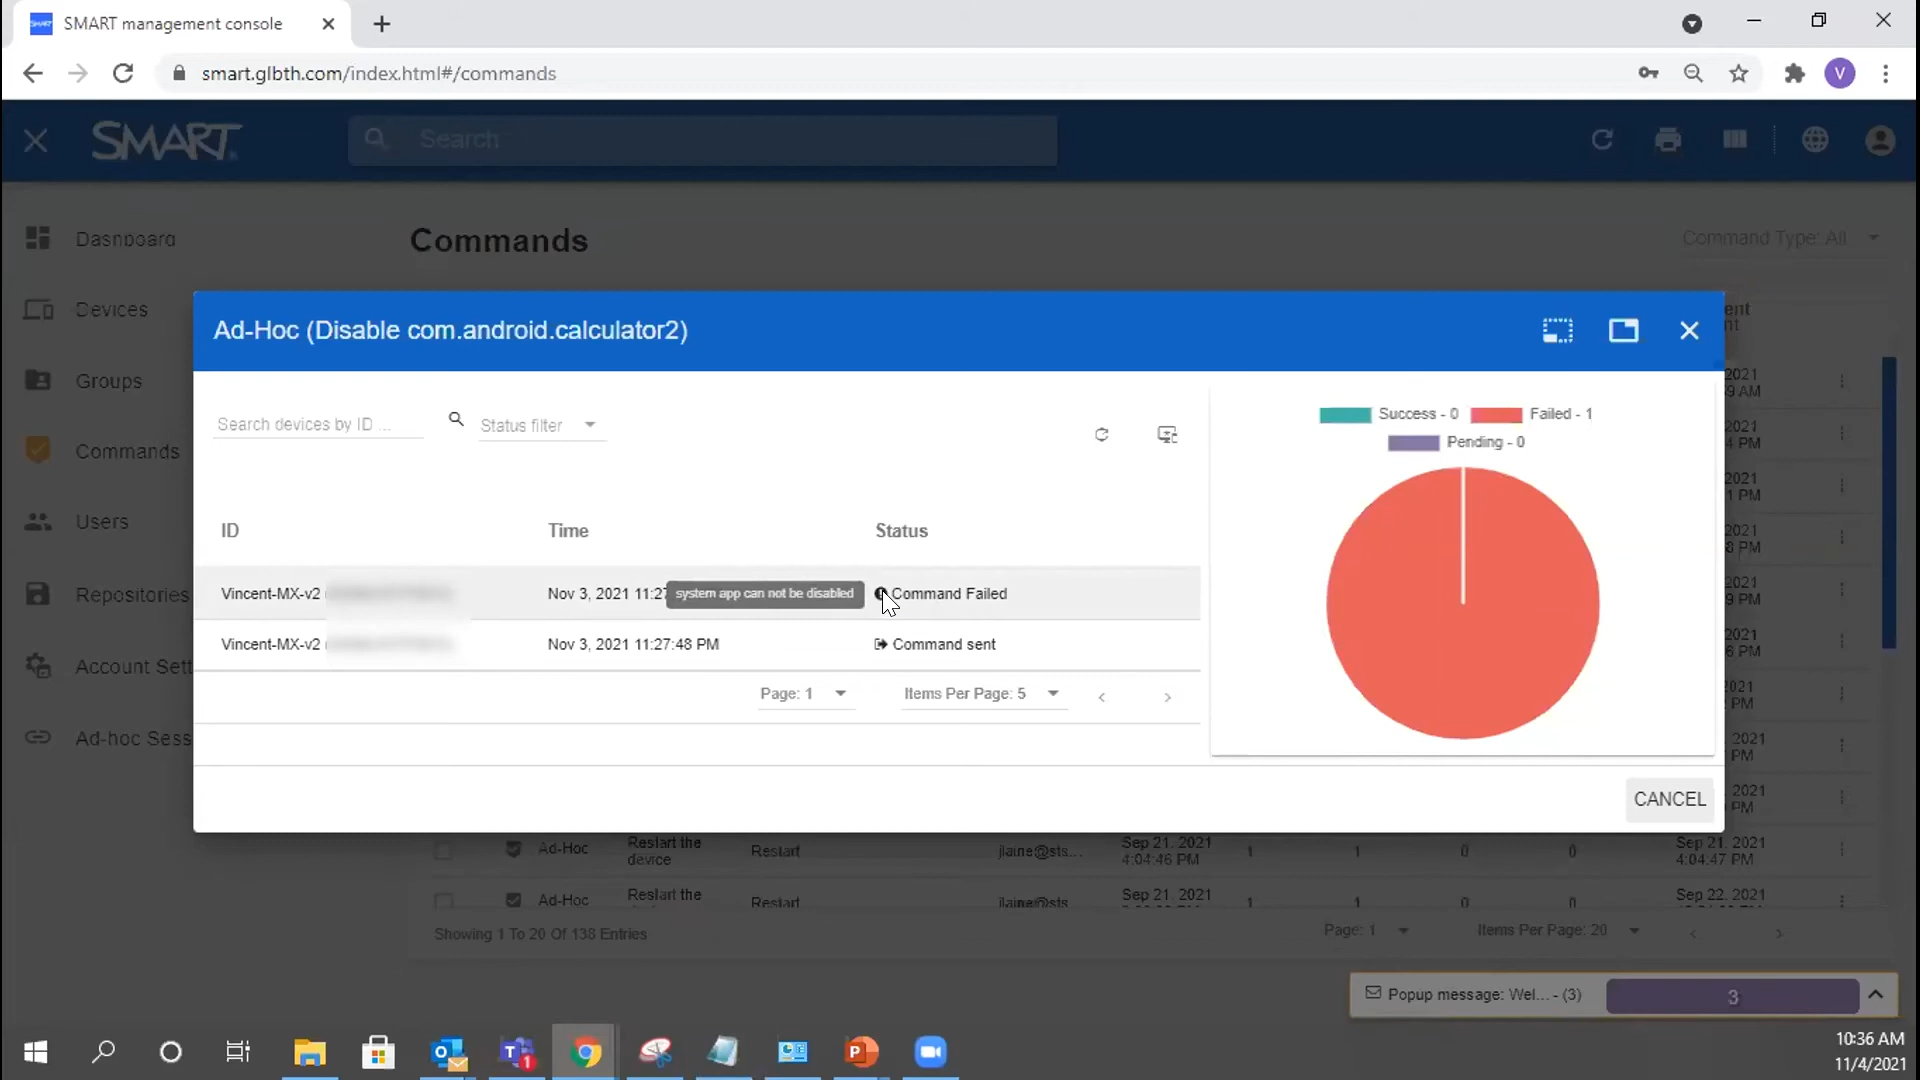 SMART management console
smart.glbth.com/index.html#/commands
V
SMART
Search
Dashboard
Devices
Groups
Commands
Users
Repositories
Account Sett
Ad-hoc Sess
Commands
Command Type: All
Ad-Hoc (Disable com.android.calculator2)
Search devices by ID ...
Status filter
Success - 0
Failed - 1
Pending - 0
ID Time Status
Vincent-MX-v2 Nov 3, 2021 11:27 system app can not be disabled Command Failed
Vincent-MX-v2 Nov 3, 2021 11:27:48 PM Command sent
Page: 1 Items Per Page: 5
CANCEL
Ad-Hoc Restart the device Restart jlaine@sts... Sep 21, 2021 4:04:46 PM 1 1 0 0 Sep 21, 2021 4:04:47 PM
Ad-Hoc Restart the Restart jlaine@sts Sep 21, 2021 1 1 0 0 Sep 22, 2021
Showing 1 To 20 Of 138 Entries
Page: 1 Items Per Page: 20
Popup message: Wel... - (3) 3
10:36 AM
11/4/2021